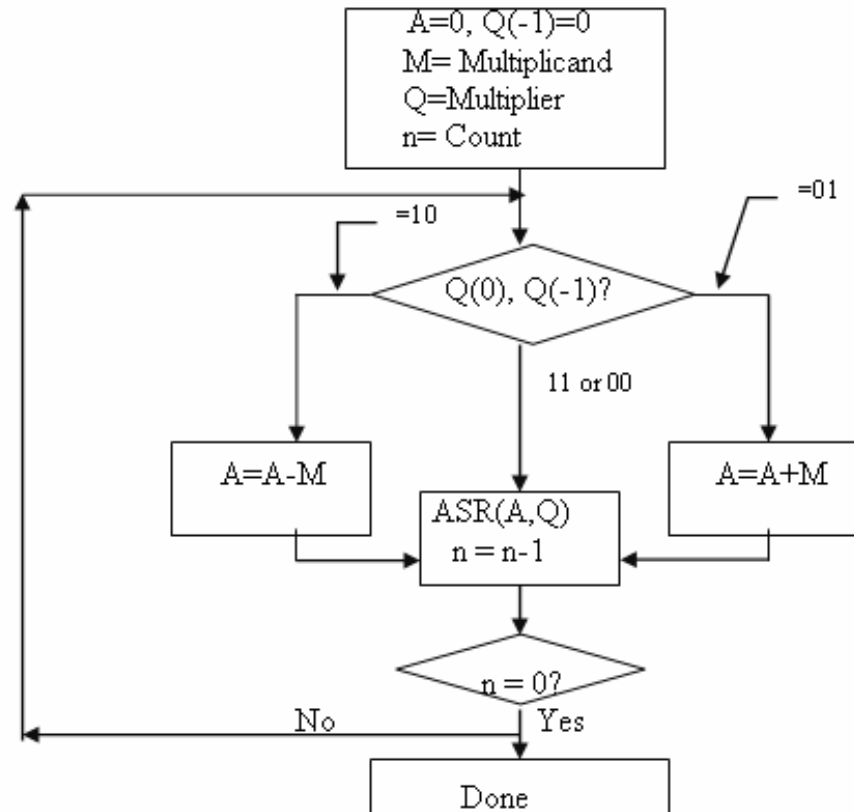 A=0, Q(-1)=0
M= Multiplicand
Q=Multiplier
n= Count
=10
=01
Q(0), Q(-1)?
11 or 00
A=A-M
A=A+M
ASR(A,Q)
n = n-1
n = 0?
No
Yes
Done